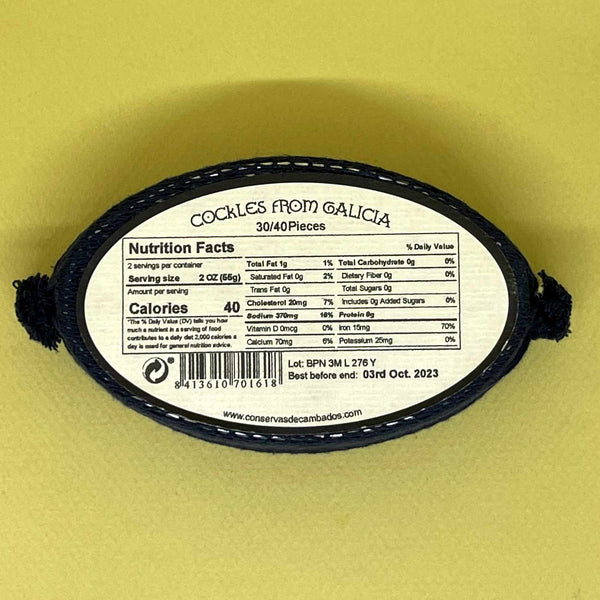 COCKLES FROM GALICIA
30/40 Pieces
Nutrition Facts
2 servings per container
Serving size 2 OZ (55g)
Amount per serving
Calories 40
*The % Daily Value (DV) tells you how
much a nutrient in a serving of food
contributes to a daily diet 2,000 calories a
day is used for general nutrition advice.
% Daily Value
Total Fat 1g 1% Total Carbohydrate 0g 0%
Saturated Fat 0g 2% Dietary Fiber 0g 0%
Trans Fat 0g Total Sugars 0g
Cholesterol 20mg 7% Includes 0g Added Sugars 0%
Sodium 370mg 16% Protein 8g
Vitamin D 0mcg 0% Iron 15mg 70%
Calcium 70mg 6% Potassium 25mg 0%
8 413610 701618
Lot: BPN 3M L 276 Y
Best before end: 03rd Oct. 2023
www.conservasdecambados.com